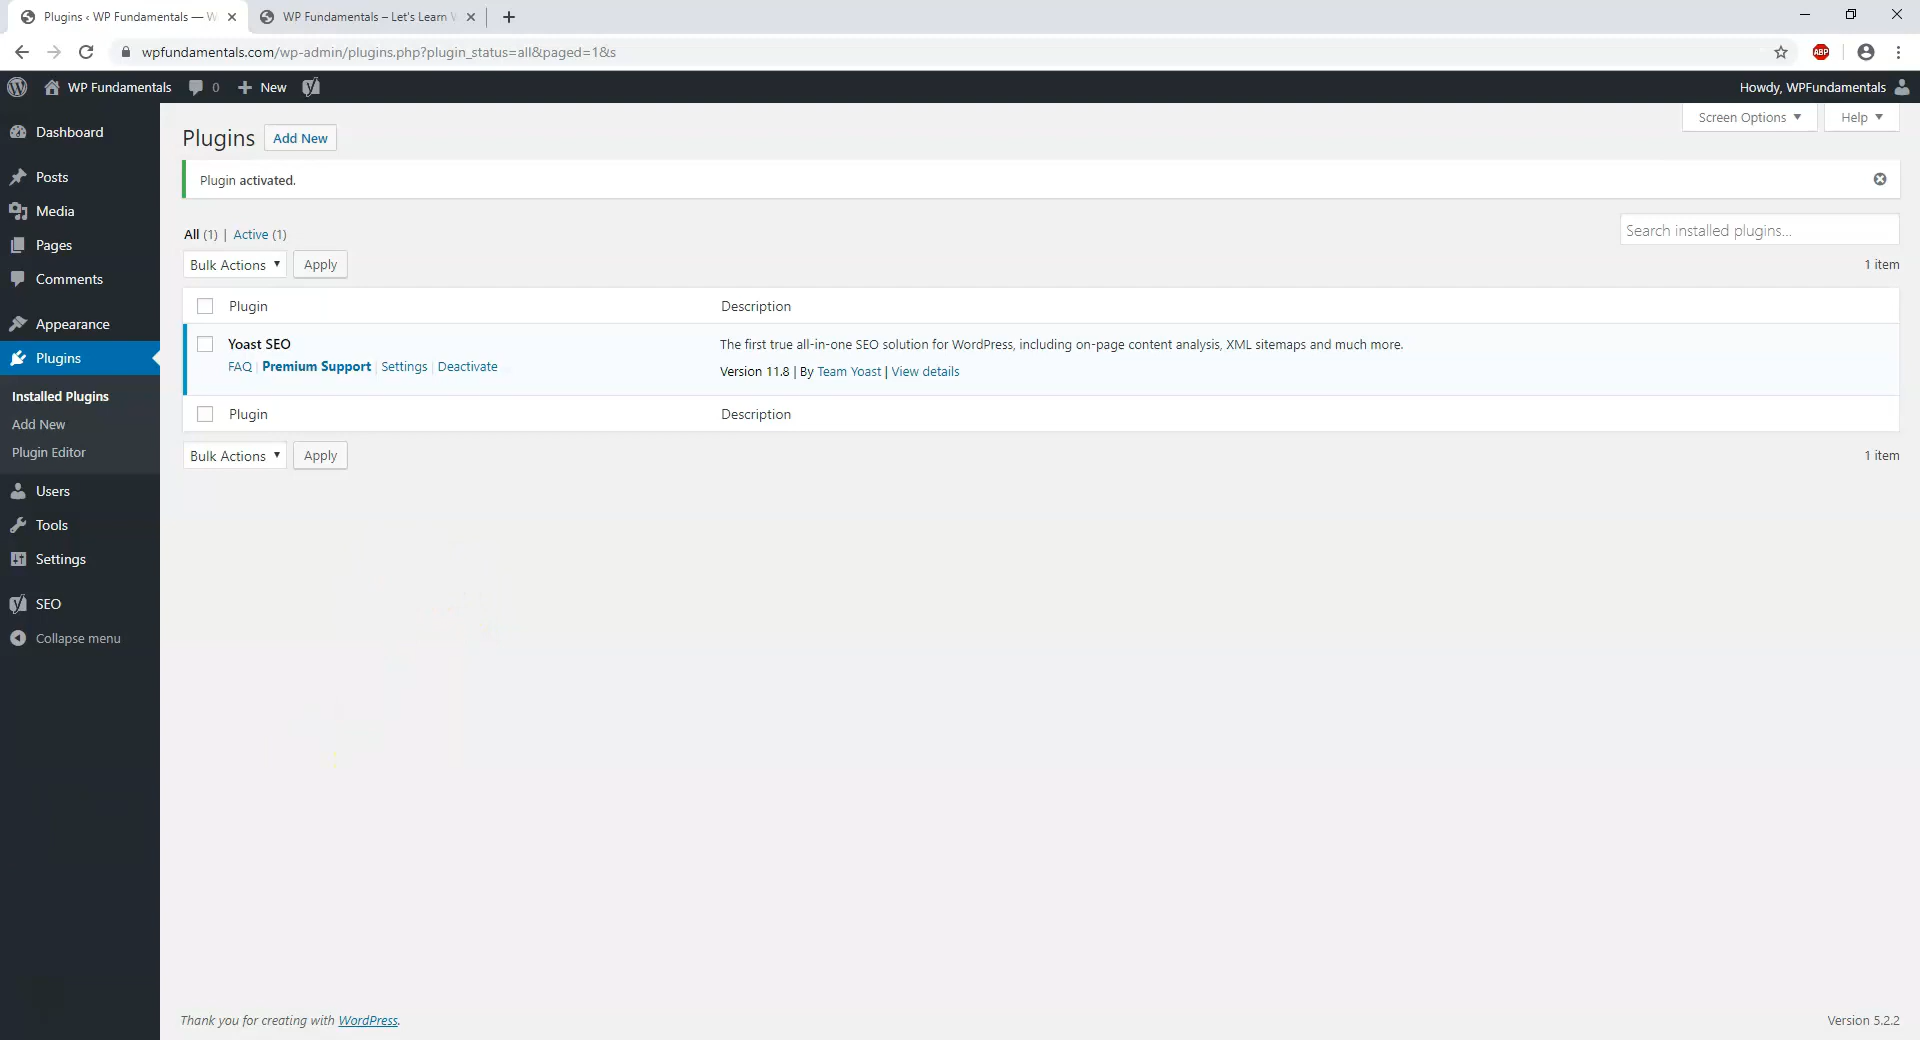 Plugins ‹ WP Fundamentals — W
WP Fundamentals – Let's Learn W
wpfundamentals.com/wp-admin/plugins.php?plugin_status=all&paged=1&s
ABP
WP Fundamentals
0
New
Howdy, WPFundamentals
Dashboard
Posts
Media
Pages
Comments
Appearance
Plugins
Installed Plugins
Add New
Plugin Editor
Users
Tools
Settings
SEO
Collapse menu
Screen Options
Help
Plugins Add New
Plugin activated.
All (1) | Active (1)
Search installed plugins...
Bulk Actions Apply
1 item
Plugin Description
Yoast SEO
FAQ | Premium Support | Settings | Deactivate
The first true all-in-one SEO solution for WordPress, including on-page content analysis, XML sitemaps and much more.
Version 11.8 | By Team Yoast | View details
Plugin Description
Bulk Actions Apply
1 item
Thank you for creating with WordPress.
Version 5.2.2